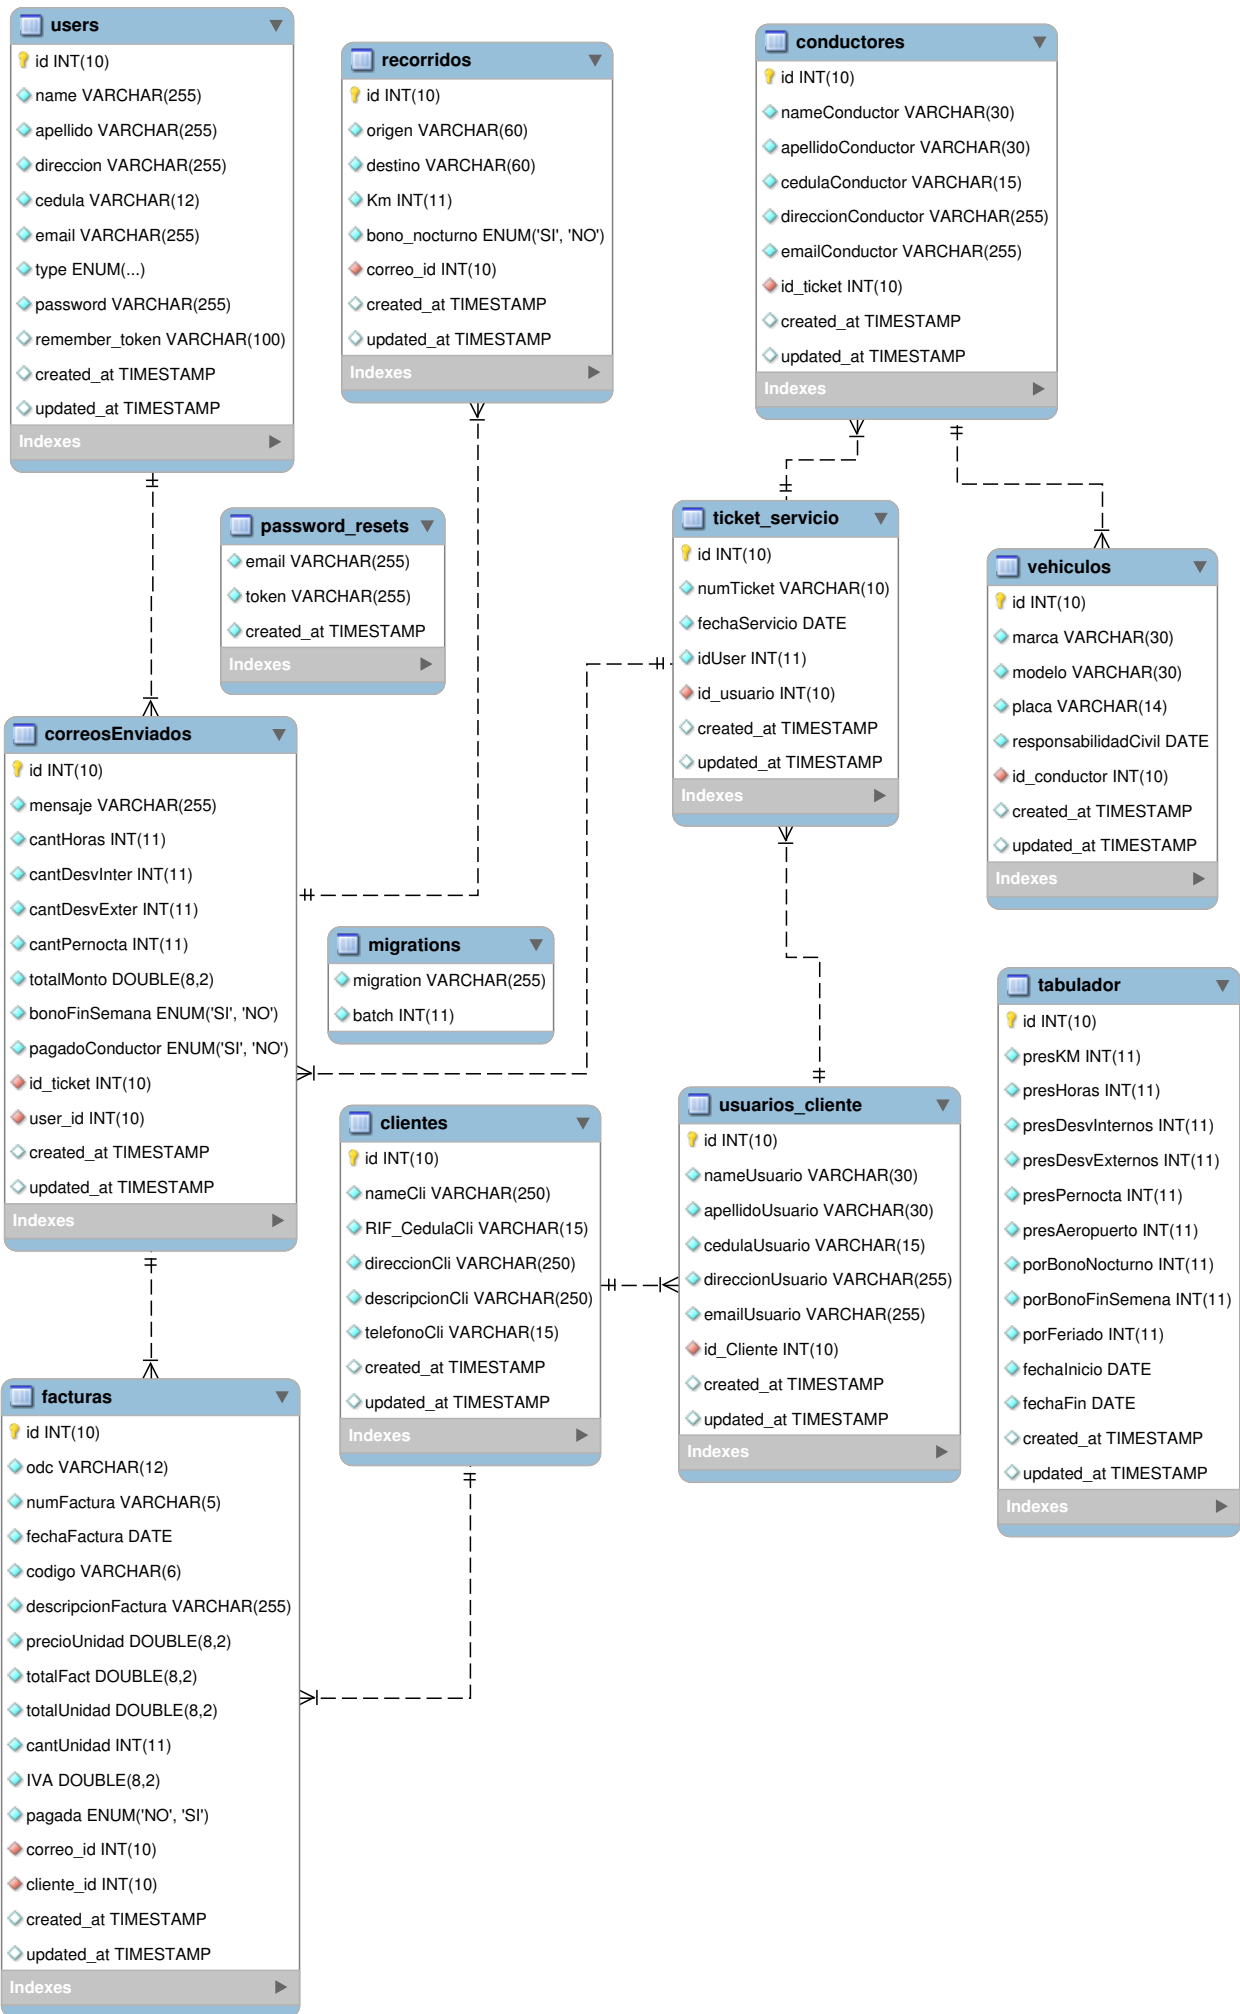 users
id INT(10)
name VARCHAR(255)
apellido VARCHAR(255)
direccion VARCHAR(255)
cedula VARCHAR(12)
email VARCHAR(255)
type ENUM(...)
password VARCHAR(255)
remember_token VARCHAR(100)
created_at TIMESTAMP
updated_at TIMESTAMP
Indexes
recorridos
id INT(10)
origen VARCHAR(60)
destino VARCHAR(60)
Km INT(11)
bono_nocturno ENUM('SI', 'NO')
correo_id INT(10)
created_at TIMESTAMP
updated_at TIMESTAMP
Indexes
conductores
id INT(10)
nameConductor VARCHAR(30)
apellidoConductor VARCHAR(30)
cedulaConductor VARCHAR(15)
direccionConductor VARCHAR(255)
emailConductor VARCHAR(255)
id_ticket INT(10)
created_at TIMESTAMP
updated_at TIMESTAMP
Indexes
password_resets
email VARCHAR(255)
token VARCHAR(255)
created_at TIMESTAMP
Indexes
ticket_servicio
id INT(10)
numTicket VARCHAR(10)
fechaServicio DATE
idUser INT(11)
id_usuario INT(10)
created_at TIMESTAMP
updated_at TIMESTAMP
Indexes
vehiculos
id INT(10)
marca VARCHAR(30)
modelo VARCHAR(30)
placa VARCHAR(14)
responsabilidadCivil DATE
id_conductor INT(10)
created_at TIMESTAMP
updated_at TIMESTAMP
Indexes
correosEnviados
id INT(10)
mensaje VARCHAR(255)
cantHoras INT(11)
cantDesvInter INT(11)
cantDesvExter INT(11)
cantPernocta INT(11)
totalMonto DOUBLE(8,2)
bonoFinSemana ENUM('SI', 'NO')
pagadoConductor ENUM('SI', 'NO')
id_ticket INT(10)
user_id INT(10)
created_at TIMESTAMP
updated_at TIMESTAMP
Indexes
migrations
migration VARCHAR(255)
batch INT(11)
tabulador
id INT(10)
presKM INT(11)
presHoras INT(11)
presDesvInternos INT(11)
presDesvExternos INT(11)
presPernocta INT(11)
presAeropuerto INT(11)
porBonoNocturno INT(11)
porBonoFinSemena INT(11)
porFeriado INT(11)
fechaInicio DATE
fechaFin DATE
created_at TIMESTAMP
updated_at TIMESTAMP
Indexes
clientes
id INT(10)
nameCli VARCHAR(250)
RIF_CedulaCli VARCHAR(15)
direccionCli VARCHAR(250)
descripcionCli VARCHAR(250)
telefonoCli VARCHAR(15)
created_at TIMESTAMP
updated_at TIMESTAMP
Indexes
usuarios_cliente
id INT(10)
nameUsuario VARCHAR(30)
apellidoUsuario VARCHAR(30)
cedulaUsuario VARCHAR(15)
direccionUsuario VARCHAR(255)
emailUsuario VARCHAR(255)
id_Cliente INT(10)
created_at TIMESTAMP
updated_at TIMESTAMP
Indexes
facturas
id INT(10)
odc VARCHAR(12)
numFactura VARCHAR(5)
fechaFactura DATE
codigo VARCHAR(6)
descripcionFactura VARCHAR(255)
precioUnidad DOUBLE(8,2)
totalFact DOUBLE(8,2)
totalUnidad DOUBLE(8,2)
cantUnidad INT(11)
IVA DOUBLE(8,2)
pagada ENUM('NO', 'SI')
correo_id INT(10)
cliente_id INT(10)
created_at TIMESTAMP
updated_at TIMESTAMP
Indexes